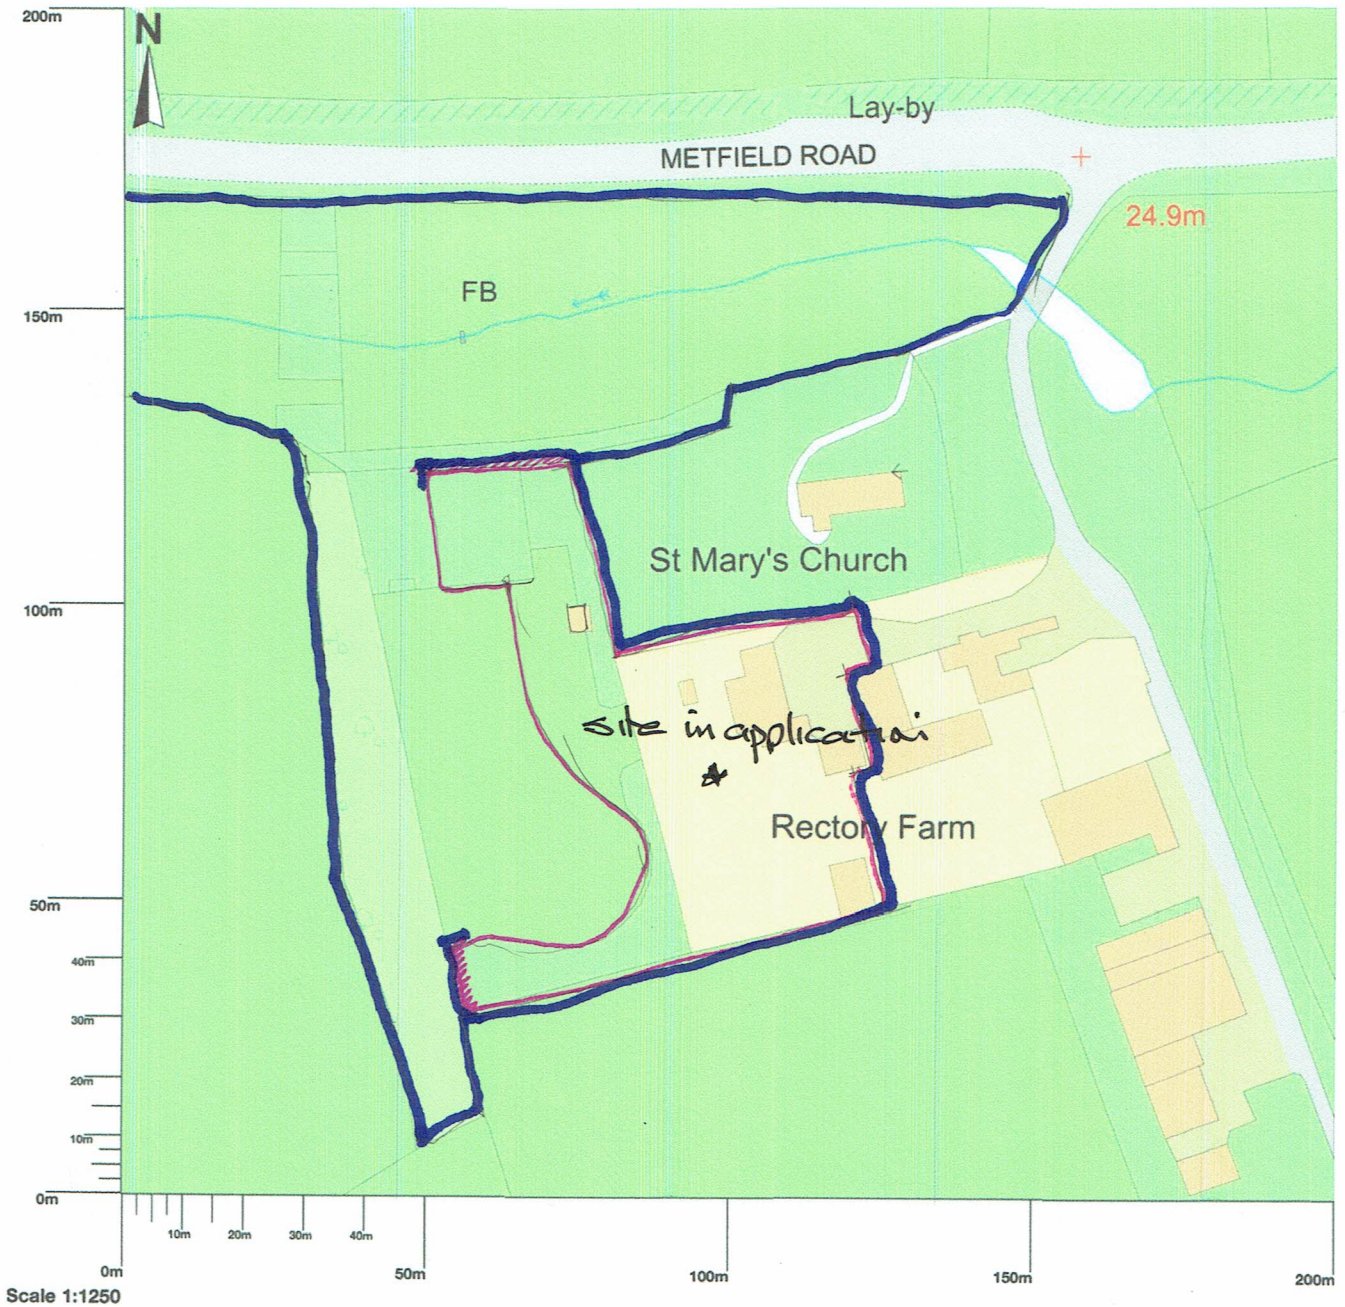 200m
N
Lay-by
METFIELD ROAD
24.9m
FB
150m
St Mary's Church
100m
site in application
Rectory Farm
50m
40m
30m
20m
10m
0m
10m 20m 30m 40m
0m 50m 100m 150m 200m
Scale 1:1250